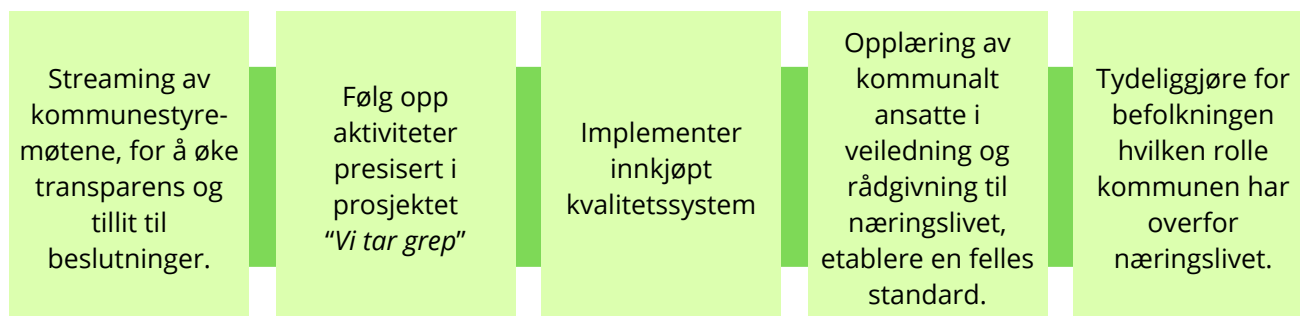 Streaming av
kommunestyre-
møtene, for å øke
transparens og
tillit til
beslutninger.
Følg opp
aktiviteter
presisert i
prosjektet
“Vi tar grep”
Implementer
innkjøpt
kvalitetssystem
Opplæring av
kommunalt
ansatte i
veiledning og
rådgivning til
næringslivet,
etablere en felles
standard.
Tydeliggjøre for
befolkningen
hvilken rolle
kommunen har
overfor
næringslivet.